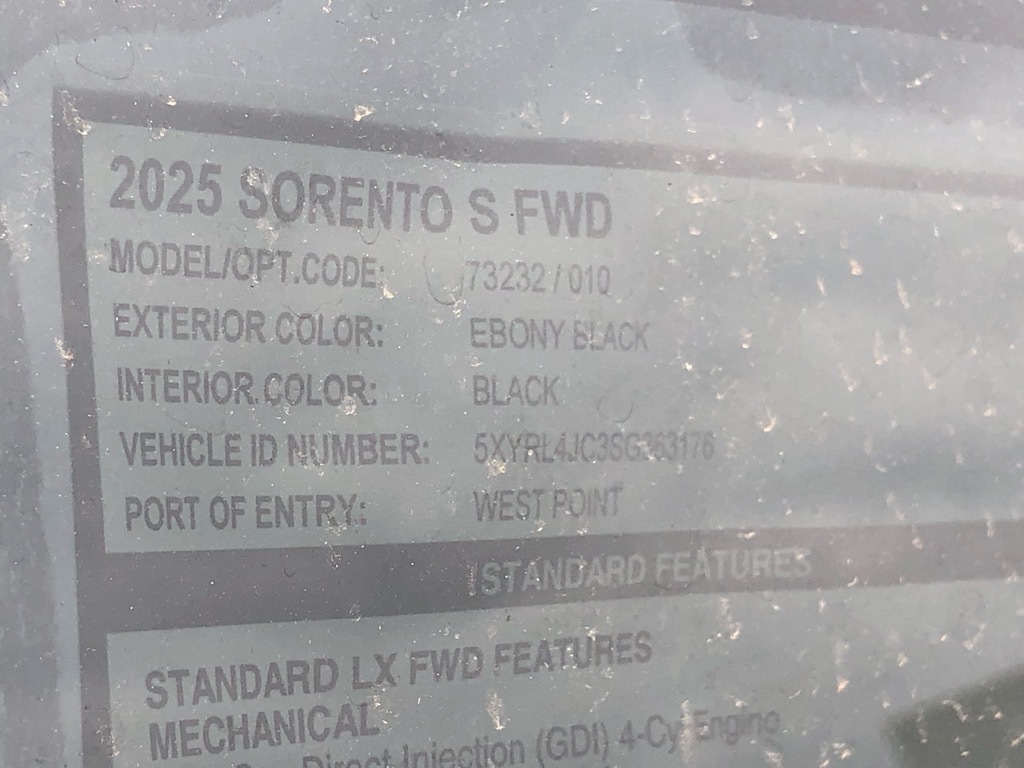 2025 SORENTO S FWD
MODEL/OPT.CODE: 73232 / 010
EXTERIOR COLOR: EBONY BLACK
INTERIOR COLOR: BLACK
VEHICLE ID NUMBER: 5XYRL4JC3SG363176
PORT OF ENTRY: WEST POINT
STANDARD FEATURES
STANDARD LX FWD FEATURES
MECHANICAL
Direct Injection (GDI) 4-Cy Engine